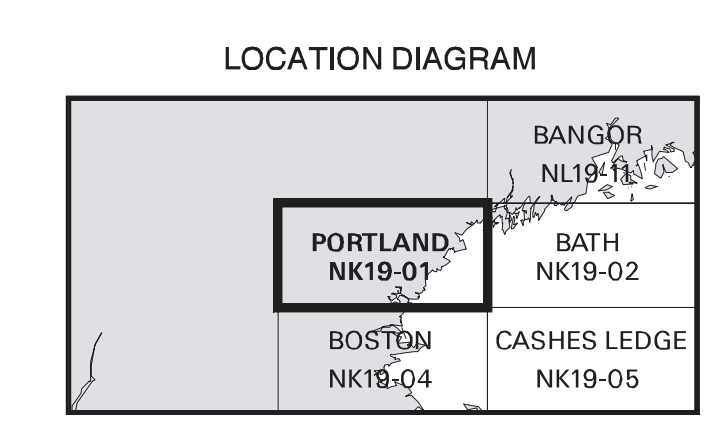 LOCATION DIAGRAM
BANGOR
NL19-11
PORTLAND
NK19-01
BATH
NK19-02
BOSTON
NK19-04
CASHES LEDGE
NK19-05